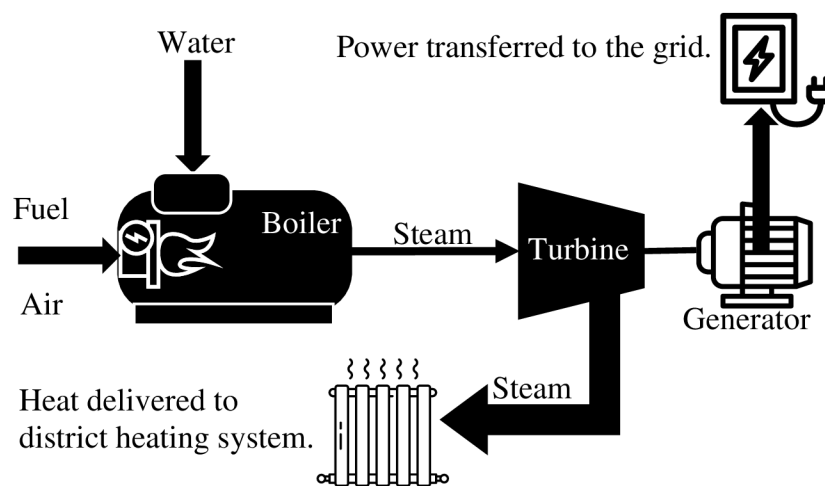 Water
Power transferred to the grid.
Fuel
Boiler
Steam
Turbine
Air
Generator
Steam
Heat delivered to
district heating system.